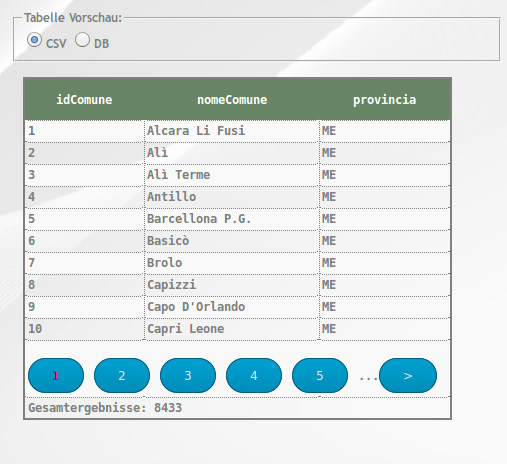 Tabelle Vorschau:
CSV DB
idComune nomeComune provincia
1 Alcara Li Fusi ME
2 Alì ME
3 Alì Terme ME
4 Antillo ME
5 Barcellona P.G. ME
6 Basicò ME
7 Brolo ME
8 Capizzi ME
9 Capo D'Orlando ME
10 Capri Leone ME
1 2 3 4 5 ... >
Gesamtergebnisse: 8433